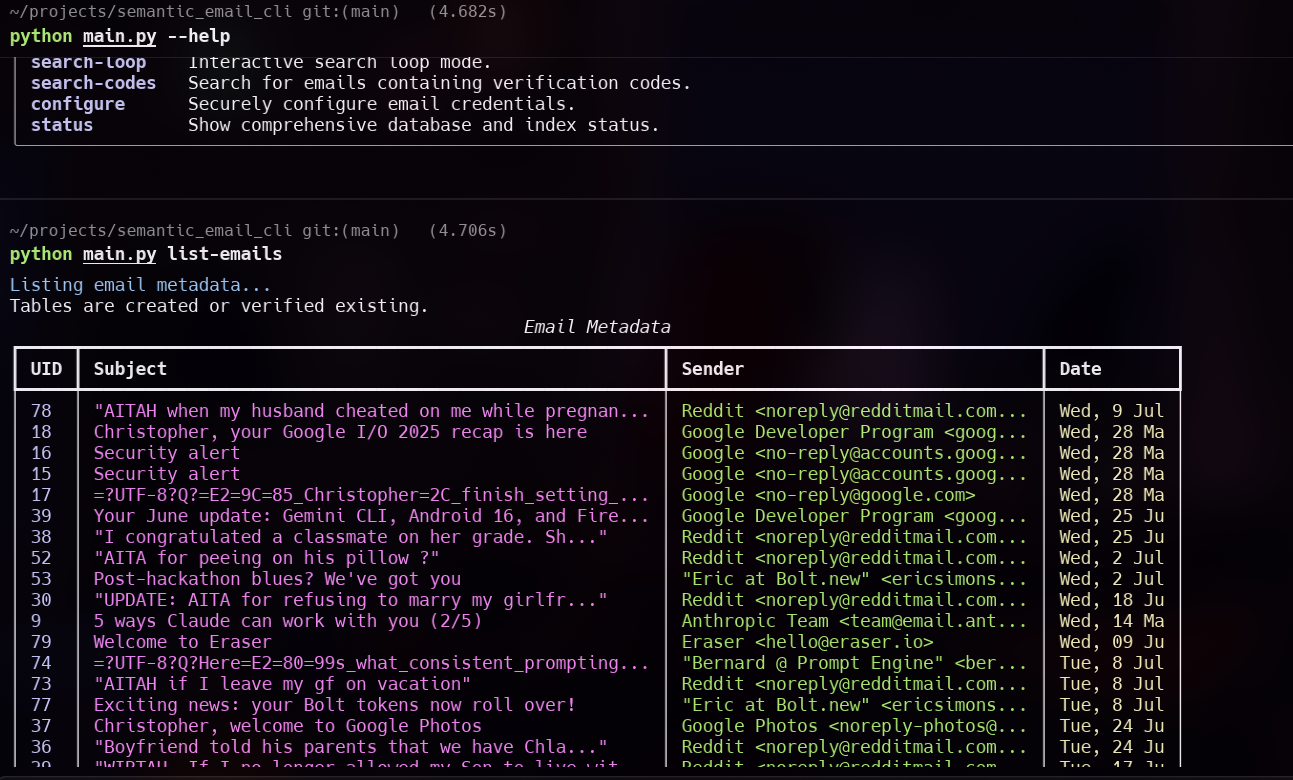 ~/projects/semantic_email_cli git:(main) (4.682s)
python main.py --help
search-loop Interactive search loop mode.
search-codes Search for emails containing verification codes.
configure Securely configure email credentials.
status Show comprehensive database and index status.
~/projects/semantic_email_cli git:(main) (4.706s)
python main.py list-emails
Listing email metadata...
Tables are created or verified existing.
Email Metadata
UID Subject Sender Date
78 "AITAH when my husband cheated on me while pregnan... Reddit <noreply@redditmail.com... Wed, 9 Jul
18 Christopher, your Google I/O 2025 recap is here Google Developer Program <goog... Wed, 28 Ma
16 Security alert Google <no-reply@accounts.goog... Wed, 28 Ma
15 Security alert Google <no-reply@accounts.goog... Wed, 28 Ma
17 =?UTF-8?Q?=E2=9C=85_Christopher=2C_finish_setting_... Google <no-reply@google.com> Wed, 28 Ma
39 Your June update: Gemini CLI, Android 16, and Fire... Google Developer Program <goog... Wed, 25 Ju
38 "I congratulated a classmate on her grade. Sh..." Reddit <noreply@redditmail.com... Wed, 25 Ju
52 "AITA for peeing on his pillow ?" Reddit <noreply@redditmail.com... Wed, 2 Jul
53 Post-hackathon blues? We've got you "Eric at Bolt.new" <ericsimons... Wed, 2 Jul
30 "UPDATE: AITA for refusing to marry my girlfr..." Reddit <noreply@redditmail.com... Wed, 18 Ju
9 5 ways Claude can work with you (2/5) Anthropic Team <team@email.ant... Wed, 14 Ma
79 Welcome to Eraser Eraser <hello@eraser.io> Wed, 09 Ju
74 =?UTF-8?Q?Here=E2=80=99s_what_consistent_prompting... "Bernard @ Prompt Engine" <ber... Tue, 8 Jul
73 "AITAH if I leave my gf on vacation" Reddit <noreply@redditmail.com... Tue, 8 Jul
77 Exciting news: your Bolt tokens now roll over! "Eric at Bolt.new" <ericsimons... Tue, 8 Jul
37 Christopher, welcome to Google Photos Google Photos <noreply-photos@... Tue, 24 Ju
36 "Boyfriend told his parents that we have Chla..." Reddit <noreply@redditmail.com... Tue, 24 Ju
"WIBTAH. If I no longer allowed my Son to live wit... Reddit <noreply@redditmail.com... Tue, 17 Ju